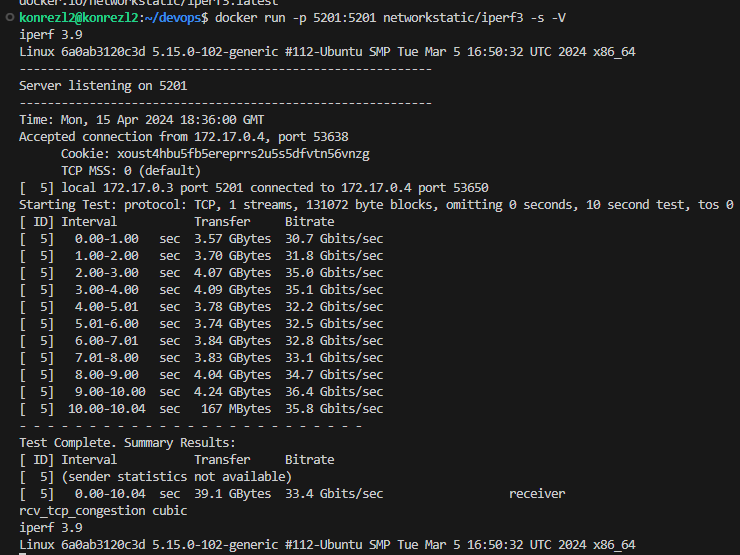 docker.io/networkstatic/iperf3:latest
konrezl2@konrezl2:~/devops$ docker run -p 5201:5201 networkstatic/iperf3 -s -V
iperf 3.9
Linux 6a0ab3120c3d 5.15.0-102-generic #112-Ubuntu SMP Tue Mar 5 16:50:32 UTC 2024 x86_64
-----------------------------------------------------------
Server listening on 5201
-----------------------------------------------------------
Time: Mon, 15 Apr 2024 18:36:00 GMT
Accepted connection from 172.17.0.4, port 53638
      Cookie: xoust4hbu5fb5ereprrs2u5s5dfvtn56vnzg
      TCP MSS: 0 (default)
[  5] local 172.17.0.3 port 5201 connected to 172.17.0.4 port 53650
Starting Test: protocol: TCP, 1 streams, 131072 byte blocks, omitting 0 seconds, 10 second test, tos 0
[ ID] Interval           Transfer     Bitrate
[  5]   0.00-1.00   sec  3.57 GBytes  30.7 Gbits/sec
[  5]   1.00-2.00   sec  3.70 GBytes  31.8 Gbits/sec
[  5]   2.00-3.00   sec  4.07 GBytes  35.0 Gbits/sec
[  5]   3.00-4.00   sec  4.09 GBytes  35.1 Gbits/sec
[  5]   4.00-5.01   sec  3.78 GBytes  32.2 Gbits/sec
[  5]   5.01-6.00   sec  3.74 GBytes  32.5 Gbits/sec
[  5]   6.00-7.01   sec  3.84 GBytes  32.8 Gbits/sec
[  5]   7.01-8.00   sec  3.83 GBytes  33.1 Gbits/sec
[  5]   8.00-9.00   sec  4.04 GBytes  34.7 Gbits/sec
[  5]   9.00-10.00  sec  4.24 GBytes  36.4 Gbits/sec
[  5]  10.00-10.04  sec   167 MBytes  35.8 Gbits/sec
- - - - - - - - - - - - - - - - - - - - - - - - -
Test Complete. Summary Results:
[ ID] Interval           Transfer     Bitrate
[  5] (sender statistics not available)
[  5]   0.00-10.04  sec  39.1 GBytes  33.4 Gbits/sec                  receiver
rcv_tcp_congestion cubic
iperf 3.9
Linux 6a0ab3120c3d 5.15.0-102-generic #112-Ubuntu SMP Tue Mar 5 16:50:32 UTC 2024 x86_64